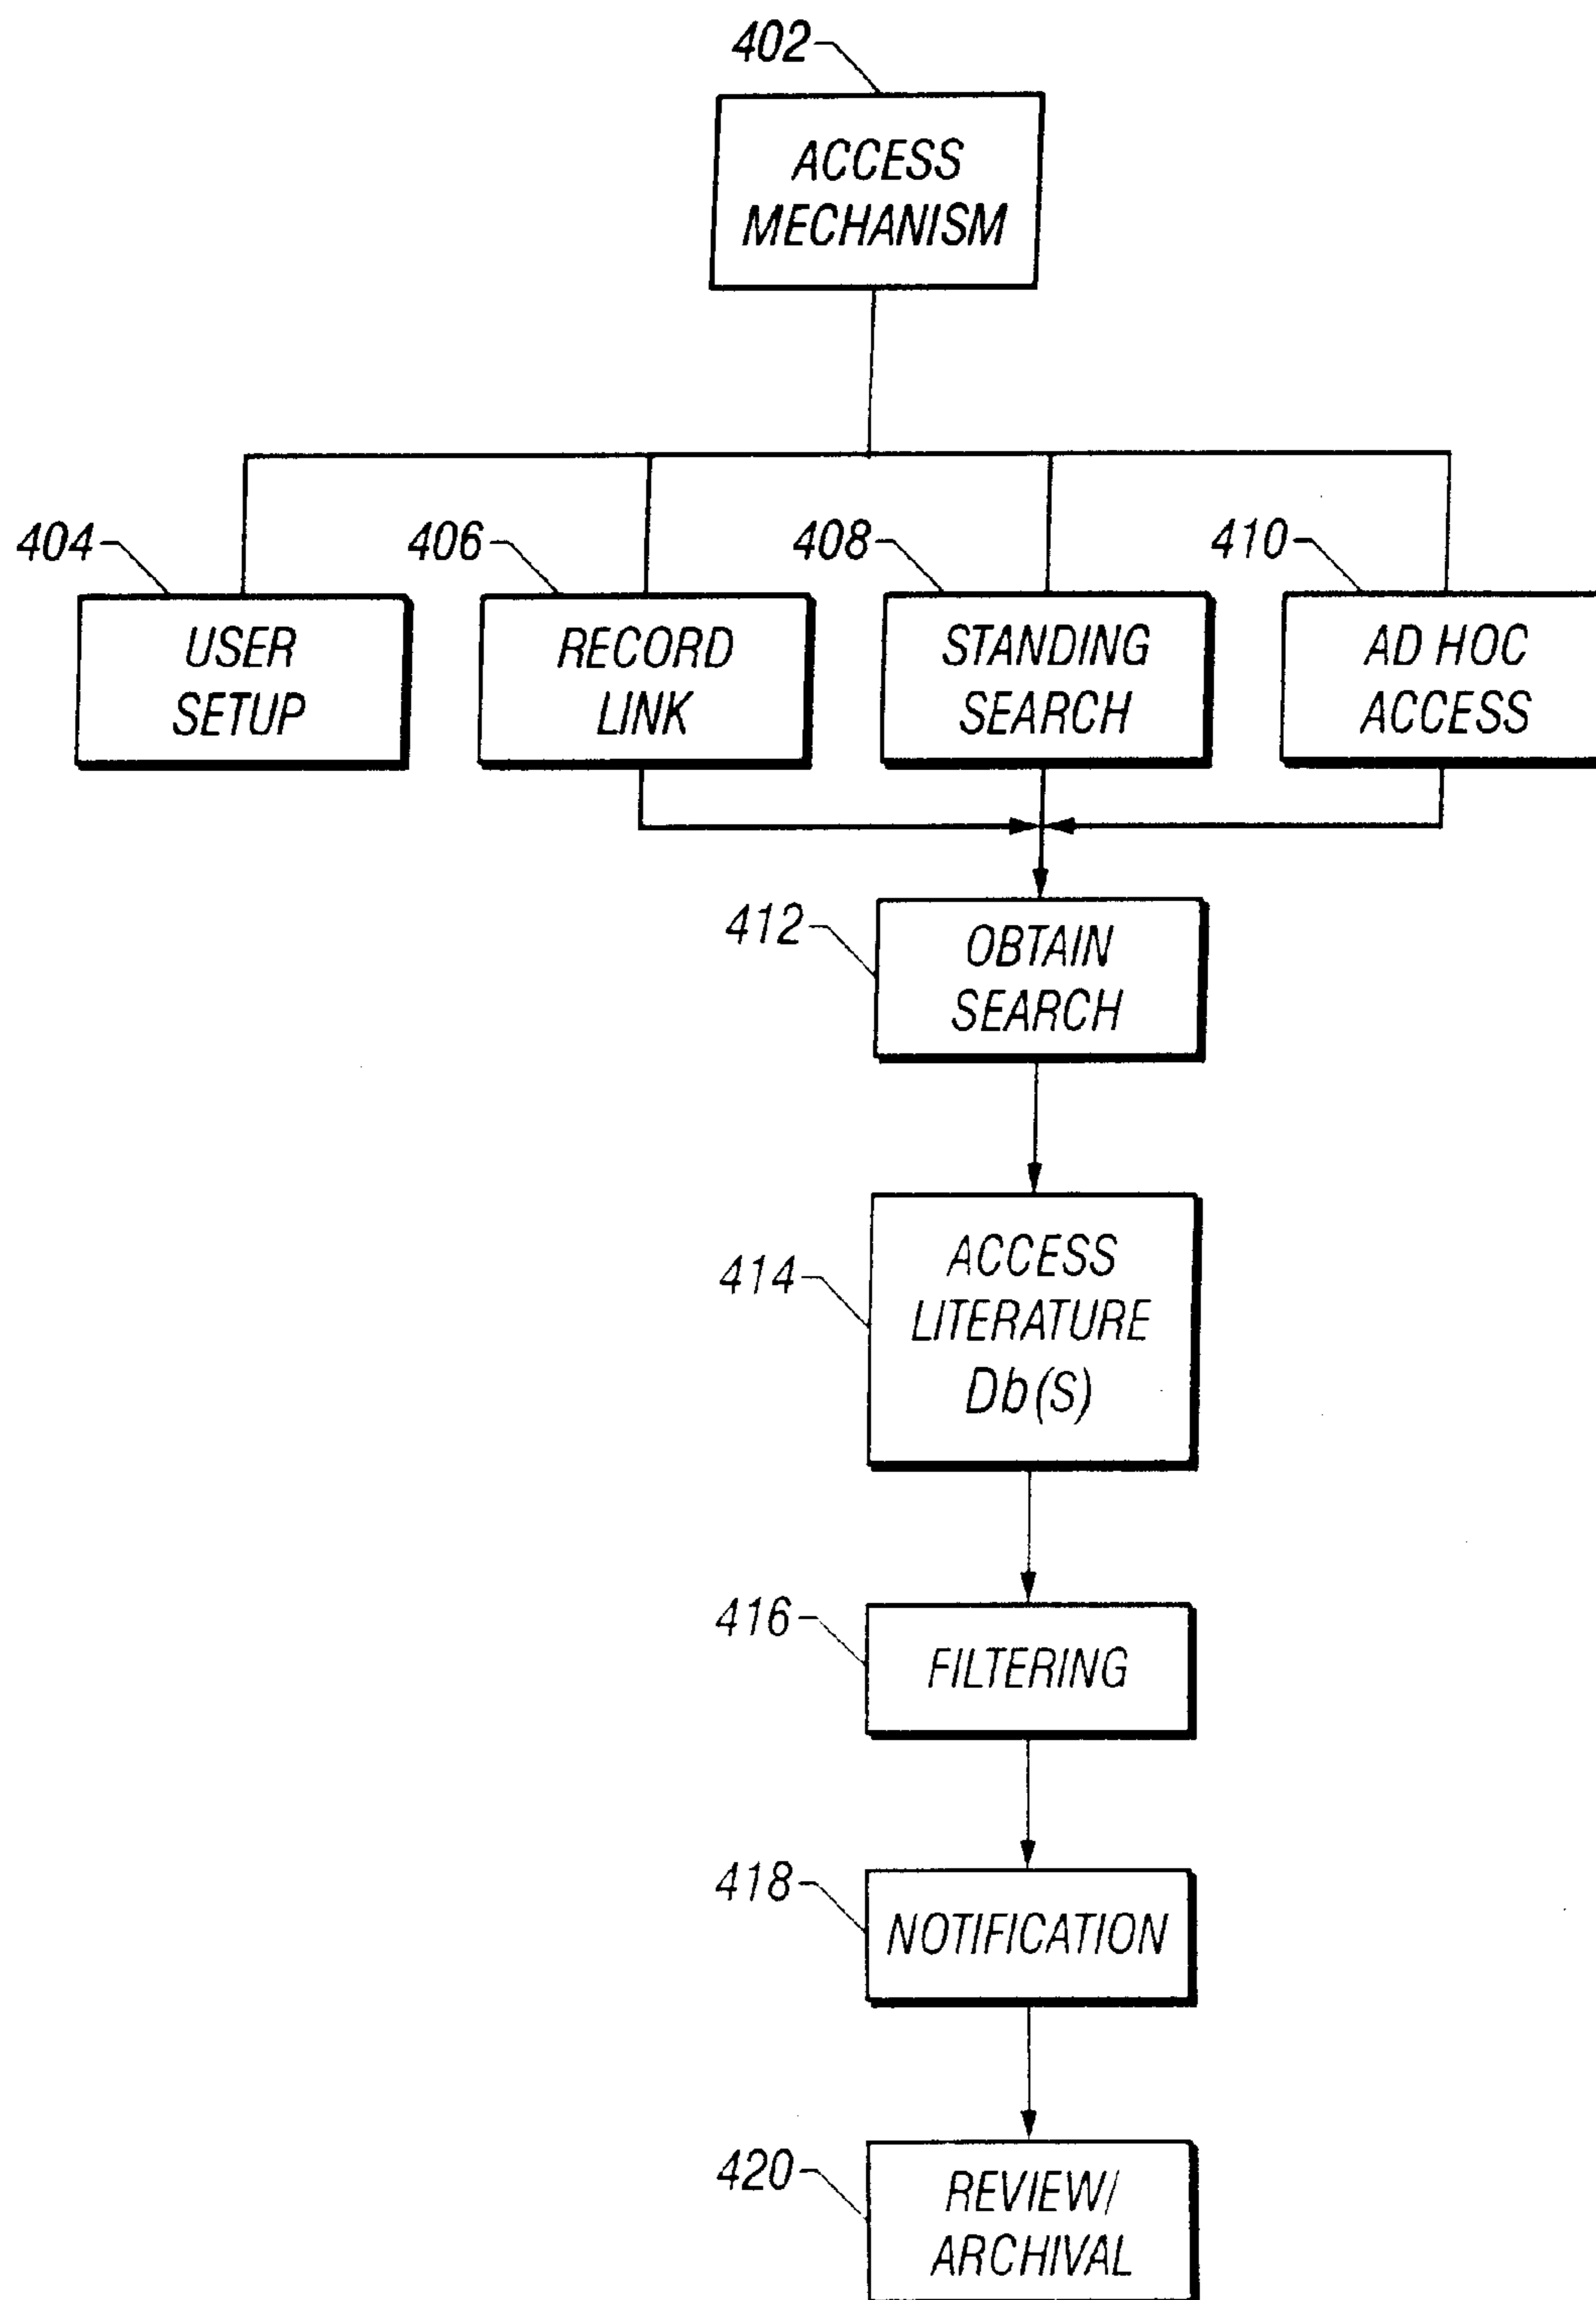 402
ACCESS
MECHANISM
404
406
408
410
USER
SETUP
RECORD
LINK
STANDING
SEARCH
AD HOC
ACCESS
412
OBTAIN
SEARCH
414
ACCESS
LITERATURE
Db(S)
416
FILTERING
418
NOTIFICATION
420
REVIEW/
ARCHIVAL